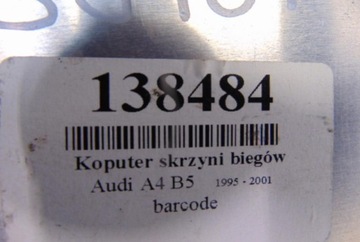 138484
Koputer skrzyni biegów
Audi A4 B5 1995 - 2001
barcode